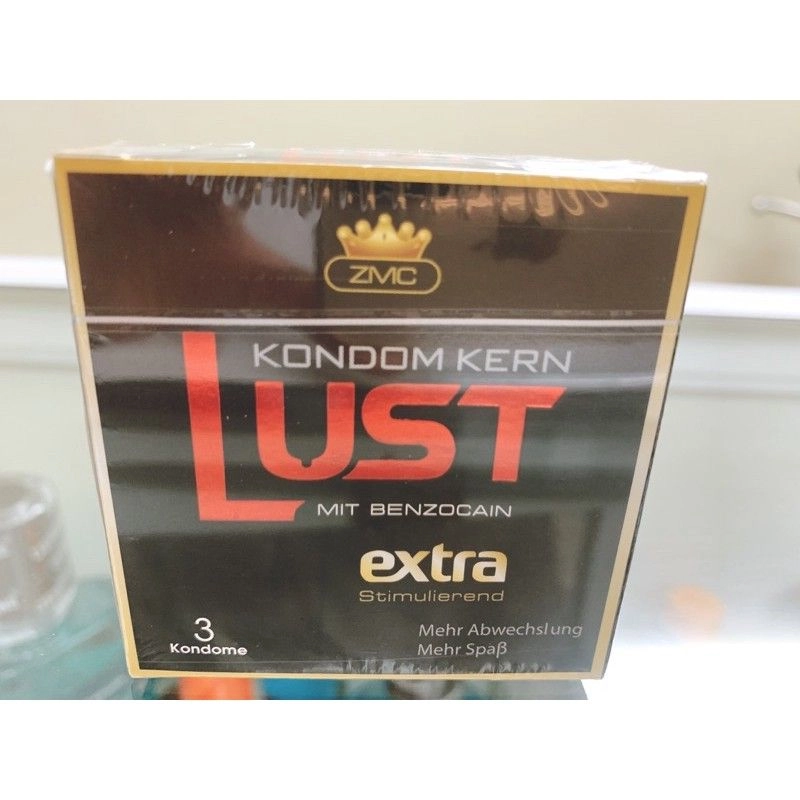 ZMC
KONDOM KERN
LUST
MIT BENZOCAIN
extra
Stimulierend
3
Kondome
Mehr Abwechslung
Mehr Spaß